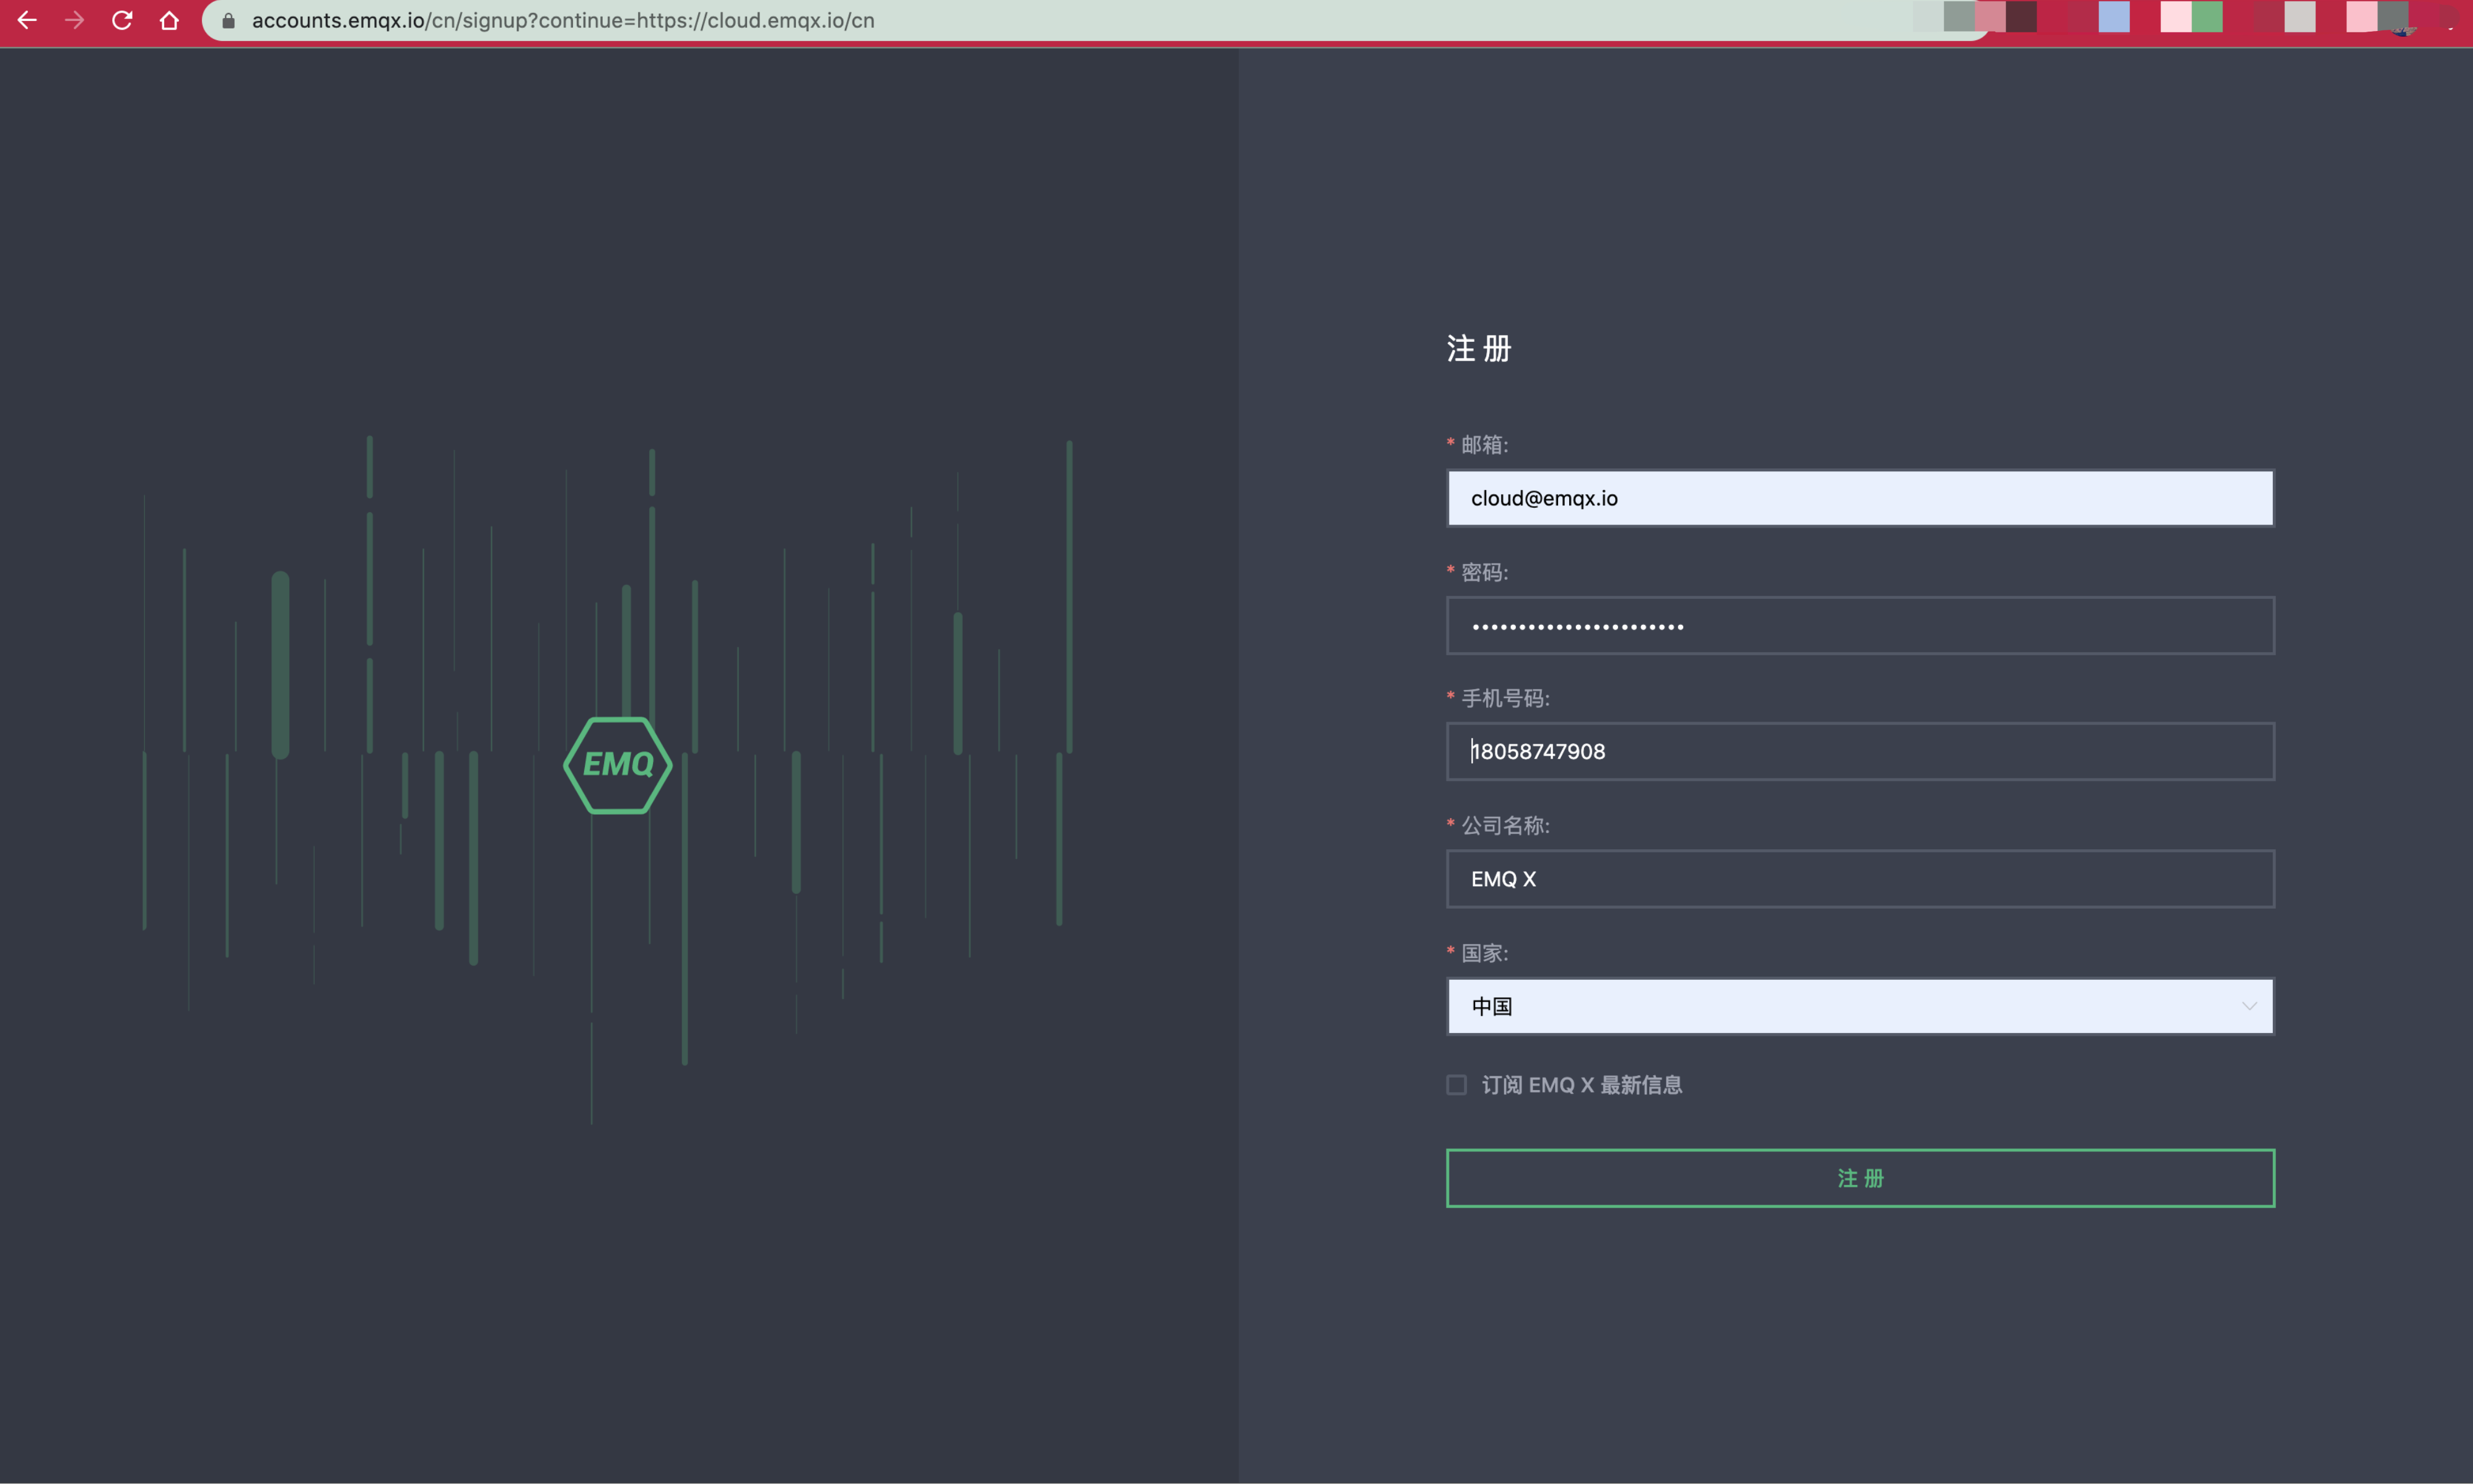 accounts.emqx.io/cn/signup?continue=https://cloud.emqx.io/cn
EMQ
注 册
* 邮箱:
cloud@emqx.io
* 密码:
•••••••••••••••••••••••
* 手机号码:
18058747908
* 公司名称:
EMQ X
* 国家:
中国
订阅 EMQ X 最新信息
注 册